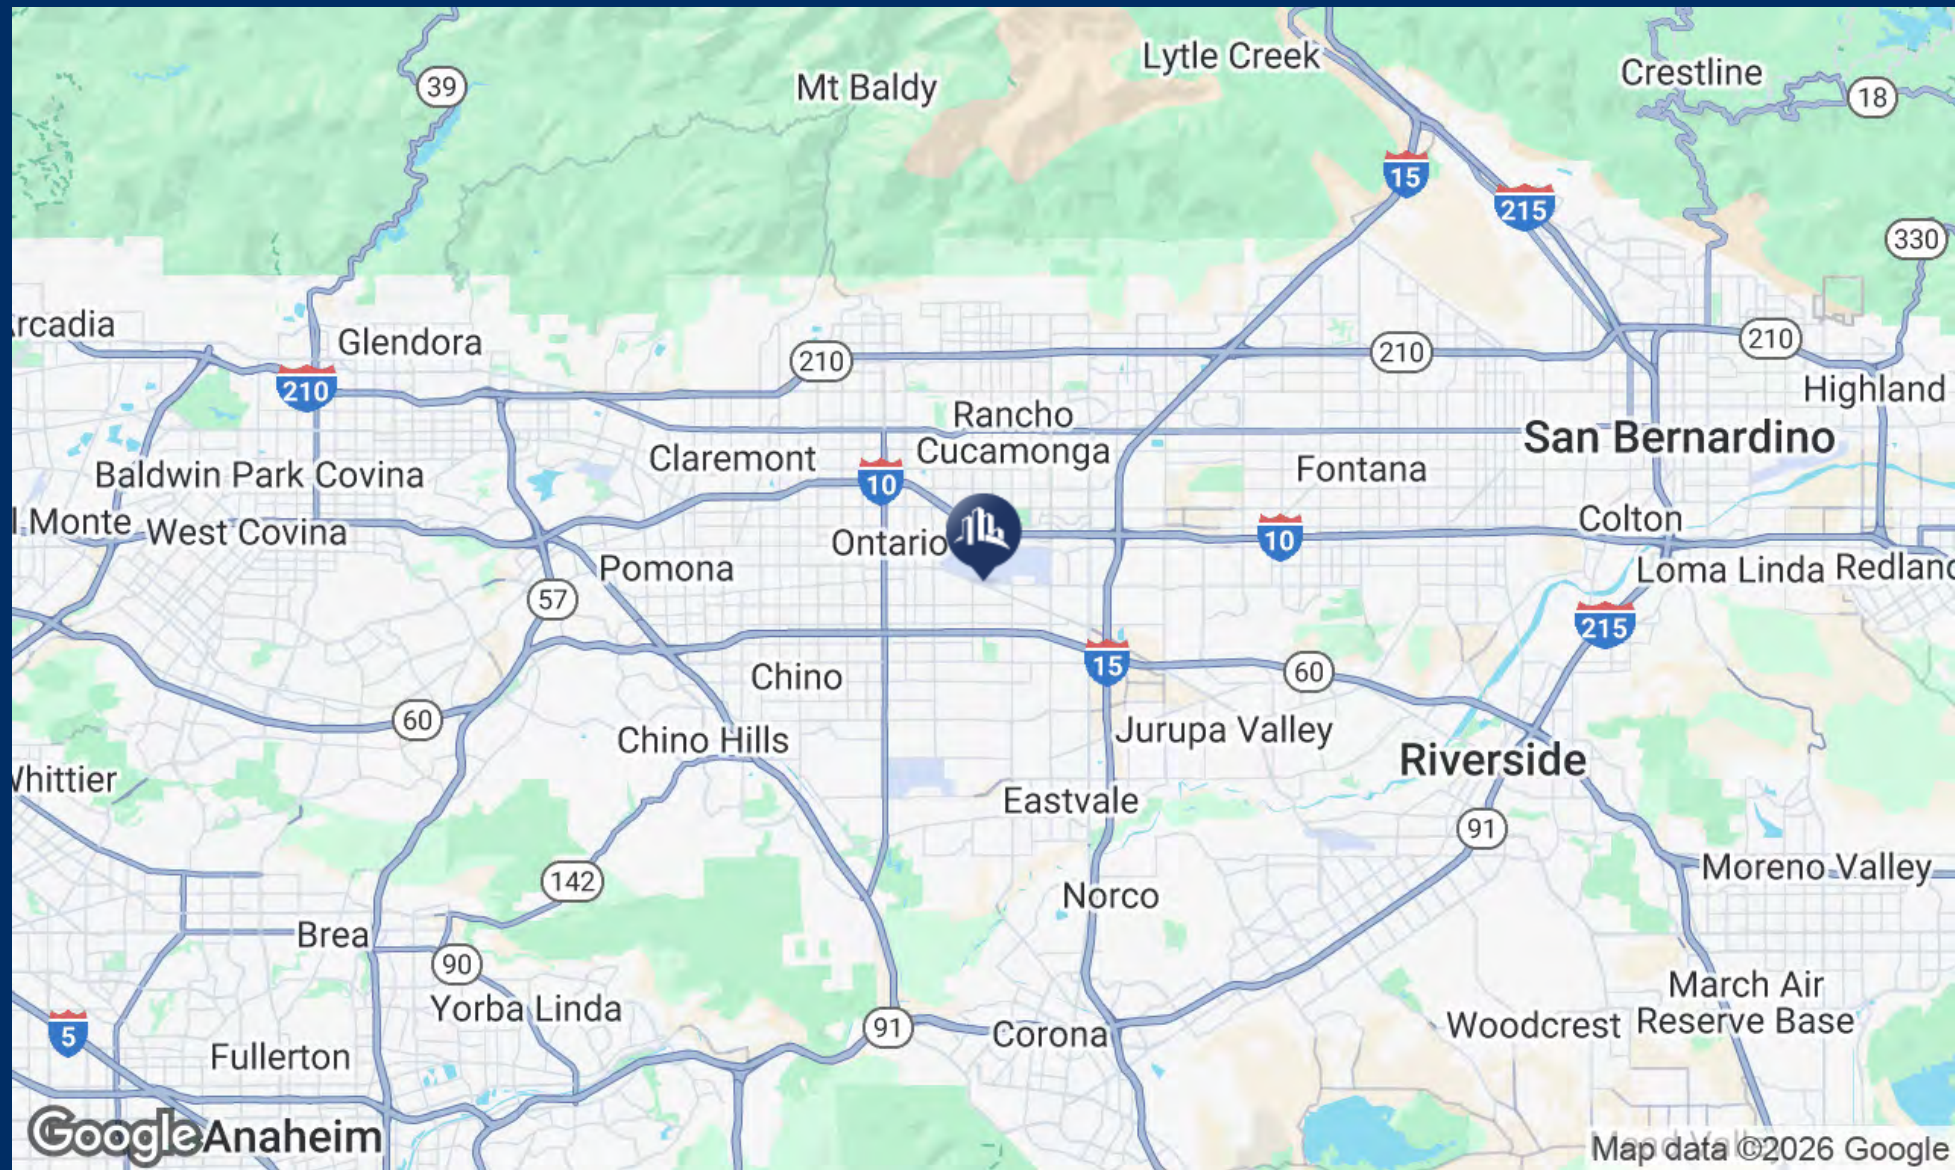 Lytle Creek
Crestline
Mt Baldy
39
18
15
215
330
rcadia
Glendora
210
210
210
210
Highland
Rancho
Cucamonga
San Bernardino
Claremont
Fontana
Baldwin Park
Covina
10
l Monte
West Covina
Ontario
10
Colton
Pomona
Loma Linda
Redland
57
215
15
60
Chino
60
Chino Hills
Jurupa Valley
Riverside
Whittier
Eastvale
91
142
Moreno Valley
Norco
Brea
90
Yorba Linda
March Air
Reserve Base
5
91
Corona
Woodcrest
Fullerton
Google
Anaheim
Map data ©2026 Google